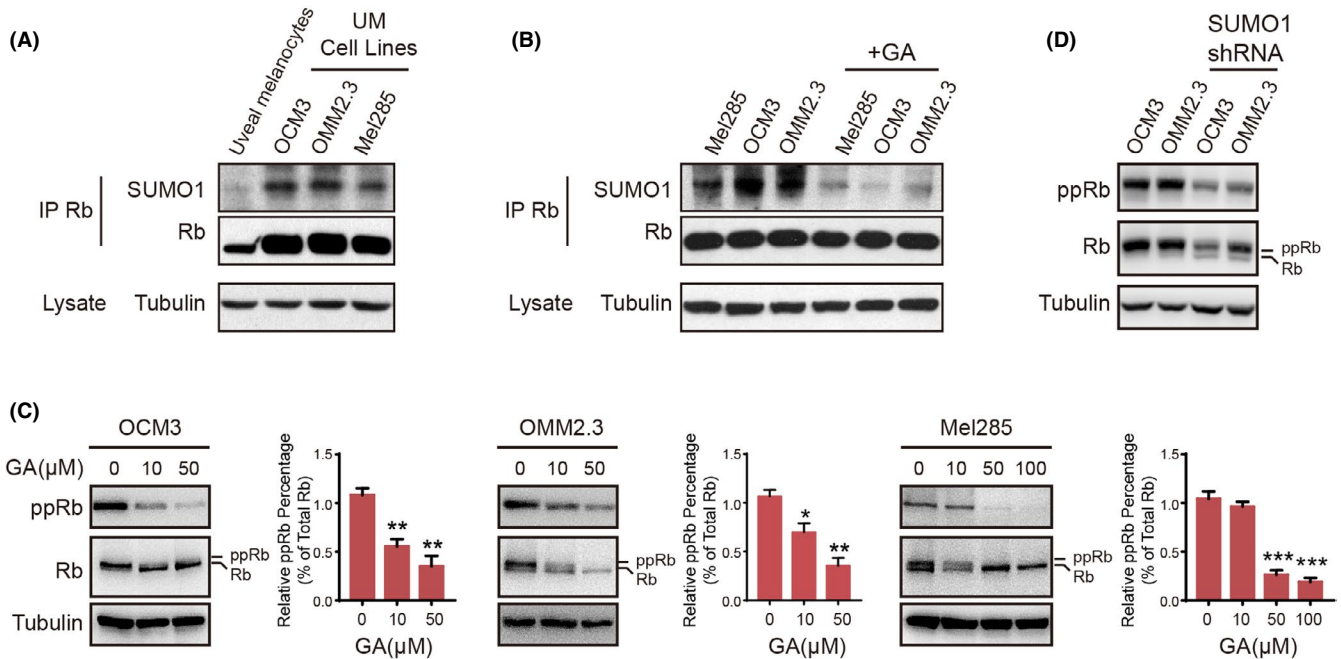 (A)
UM
Cell Lines
Uveal melanocytes
OCM3
OMM2.3
Mel285
IP Rb
SUMO1
Rb
Lysate
Tubulin
(B)
+GA
Mel285
OCM3
OMM2.3
Mel285
OCM3
OMM2.3
IP Rb
SUMO1
Rb
Lysate
Tubulin
(D)
SUMO1
shRNA
OCM3
OMM2.3
OCM3
OMM2.3
ppRb
Rb
ppRb
Rb
Tubulin
(C)
OCM3
GA(μM) 0 10 50
ppRb
Rb
ppRb
Rb
Tubulin
Relative ppRb Percentage
(% of Total Rb)
1.5
1.0
0.5
0.0
**
**
0 10 50
GA(μM)
OMM2.3
0 10 50
ppRb
Rb
Relative ppRb Percentage
(% of Total Rb)
1.5
1.0
0.5
0.0
*
**
0 10 50
GA(μM)
Mel285
0 10 50 100
ppRb
Rb
Relative ppRb Percentage
(% of Total Rb)
1.5
1.0
0.5
0.0
***
***
0 10 50 100
GA(μM)